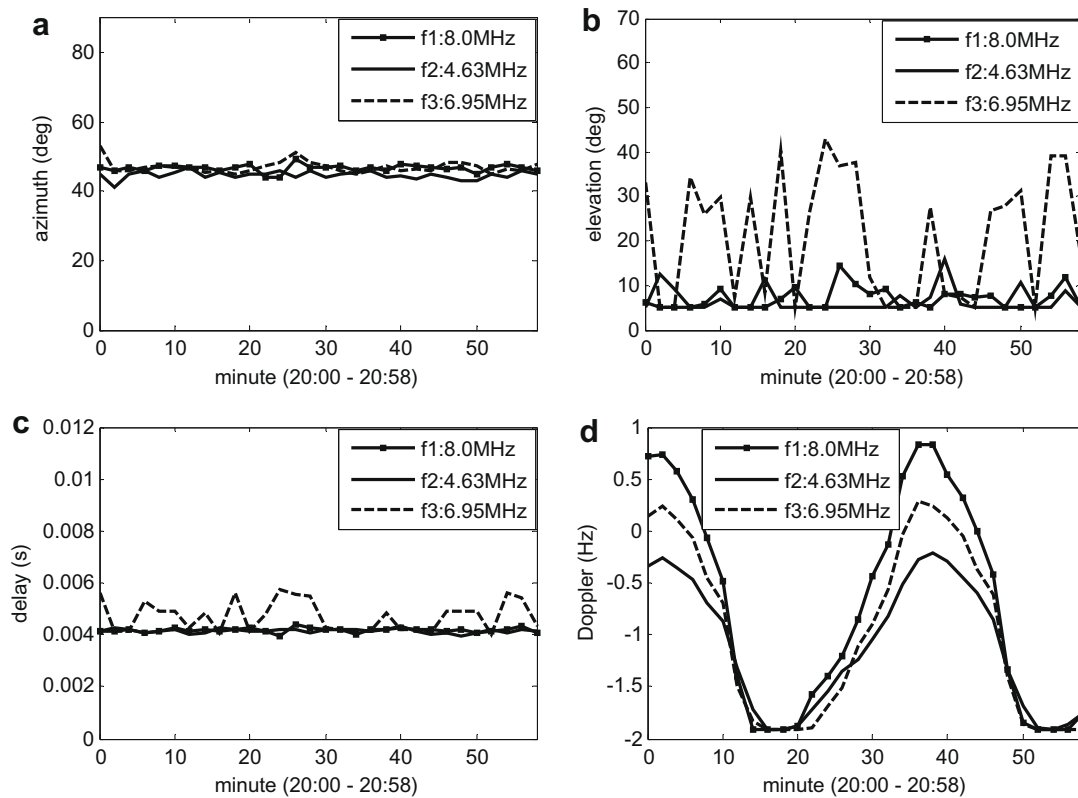 a
80
60
40
20
0
azimuth (deg)
f1:8.0MHz
f2:4.63MHz
f3:6.95MHz
0 10 20 30 40 50
minute (20:00 - 20:58)
b
70
60
50
40
30
20
10
0
elevation (deg)
f1:8.0MHz
f2:4.63MHz
f3:6.95MHz
0 10 20 30 40 50
minute (20:00 - 20:58)
c
0.012
0.01
0.008
0.006
0.004
0.002
0
delay (s)
f1:8.0MHz
f2:4.63MHz
f3:6.95MHz
0 10 20 30 40 50
minute (20:00 - 20:58)
d
1
0.5
0
-0.5
-1
-1.5
-2
Doppler (Hz)
f1:8.0MHz
f2:4.63MHz
f3:6.95MHz
0 10 20 30 40 50
minute (20:00 - 20:58)